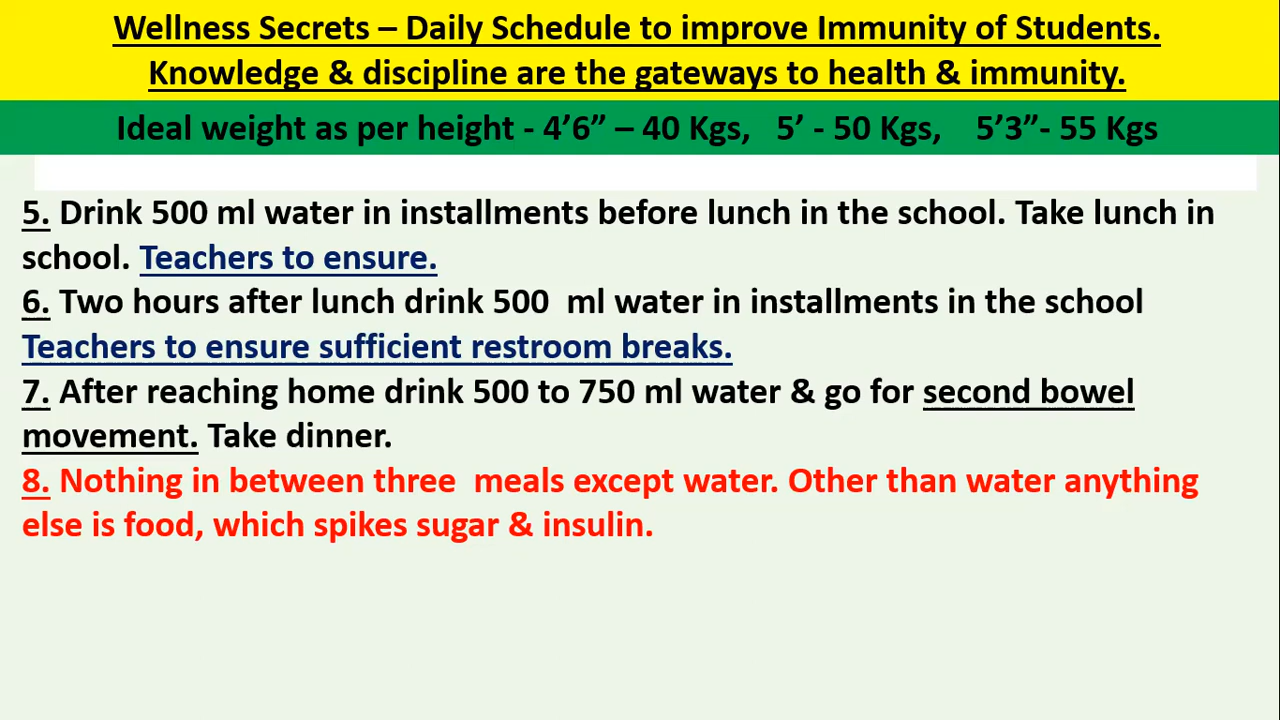 Wellness Secrets – Daily Schedule to improve Immunity of Students.
Knowledge & discipline are the gateways to health & immunity.
Ideal weight as per height - 4’6” – 40 Kgs,   5’ - 50 Kgs,    5’3”- 55 Kgs
5. Drink 500 ml water in installments before lunch in the school. Take lunch in
school. Teachers to ensure.
6. Two hours after lunch drink 500  ml water in installments in the school
Teachers to ensure sufficient restroom breaks.
7. After reaching home drink 500 to 750 ml water & go for second bowel
movement. Take dinner.
8. Nothing in between three  meals except water. Other than water anything
else is food, which spikes sugar & insulin.